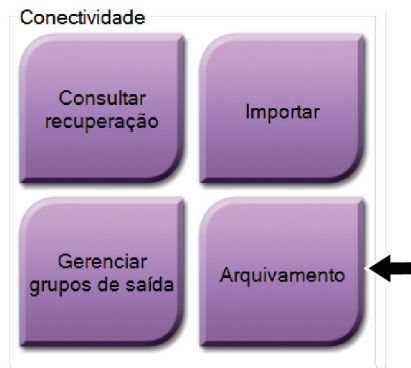 Conectividade
Consultar
recuperação
Importar
Gerenciar
grupos de saída
Arquivamento